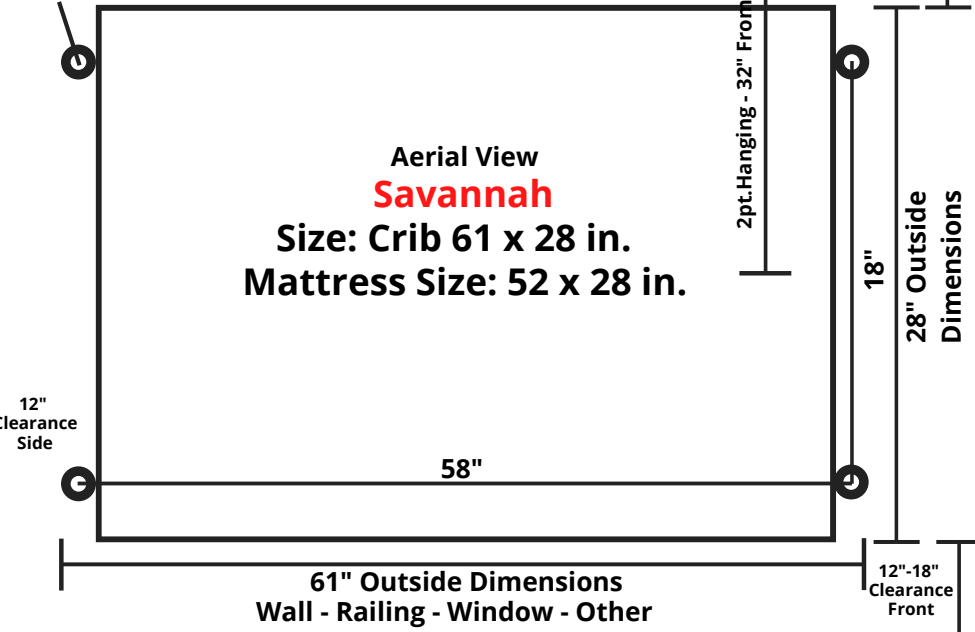 2pt.Hanging - 32" From
Aerial View
Savannah
Size: Crib 61 x 28 in.
Mattress Size: 52 x 28 in.
18"
28" Outside
Dimensions
12"
Clearance
Side
58"
61" Outside Dimensions
Wall - Railing - Window - Other
12"-18"
Clearance
Front